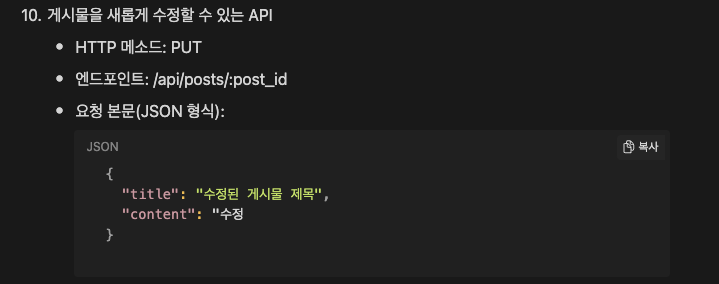 10. 게시물을 새롭게 수정할 수 있는 API
• HTTP 메소드: PUT
• 엔드포인트: /api/posts/:post_id
• 요청 본문(JSON 형식):
JSON 복사
{
"title": "수정된 게시물 제목",
"content": "수정
}